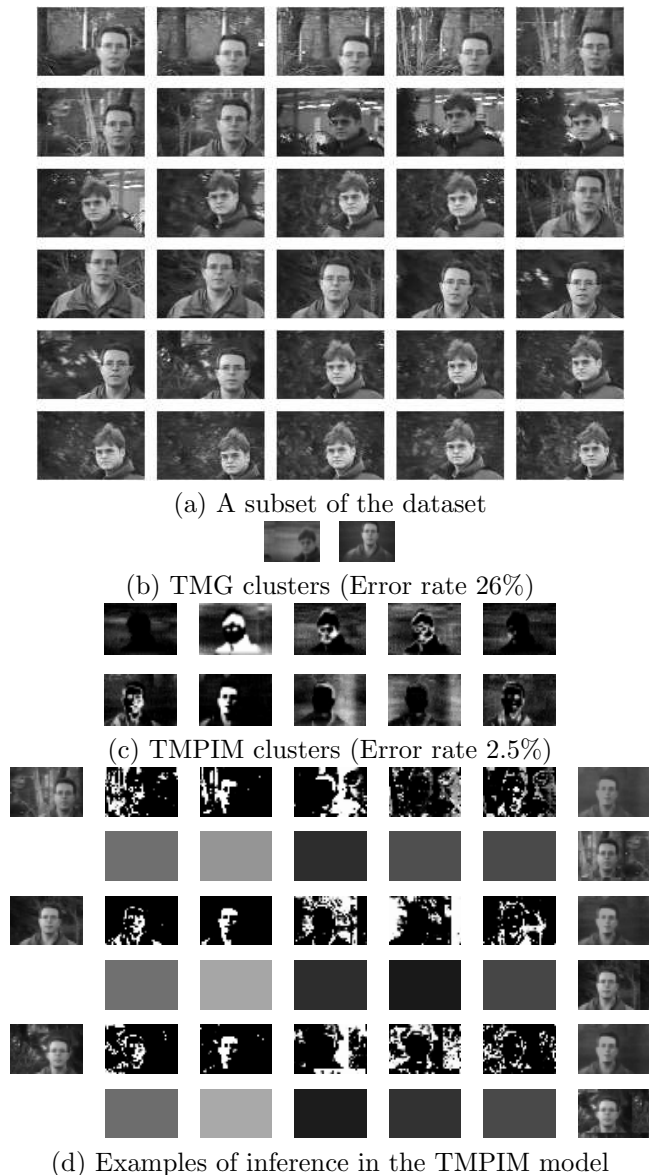 (a) A subset of the dataset
(b) TMG clusters (Error rate 26%)
(c) TMPIM clusters (Error rate 2.5%)
(d) Examples of inference in the TMPIM model